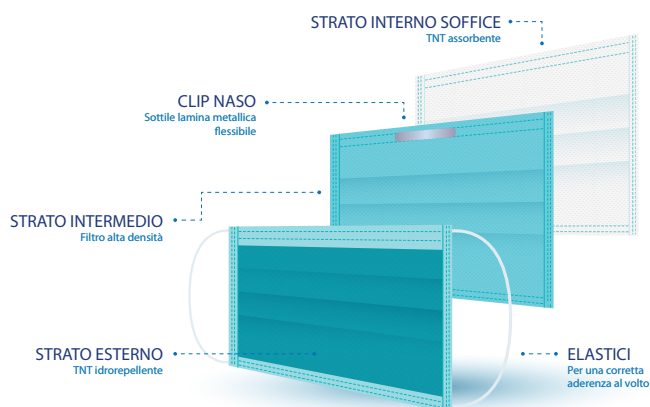 STRATO INTERNO SOFFICE
TNT assorbente
CLIP NASO
Sottile lamina metallica
flessibile
STRATO INTERMEDIO
Filtro alta densità
STRATO ESTERNO
TNT idrorepellente
ELASTICI
Per una corretta
aderenza al volto